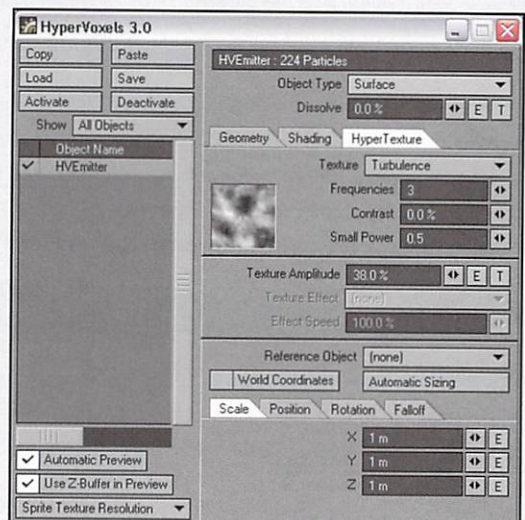 HyperVoxels 3.0
Copy Paste
Load Save
Activate Deactivate
Show All Objects
Object Name
HVEmitter
Automatic Preview
Use Z-Buffer in Preview
Sprite Texture Resolution
HVEmitter : 224 Particles
Object Type Surface
Dissolve 0.0 % E T
Geometry Shading HyperTexture
Texture Turbulence
Frequencies 3
Contrast 0.0 %
Small Power 0.5
Texture Amplitude 38.0 % E T
Texture Effect (none)
Effect Speed 100.0 %
Reference Object (none)
World Coordinates Automatic Sizing
Scale Position Rotation Falloff
X 1 m E
Y 1 m E
Z 1 m E